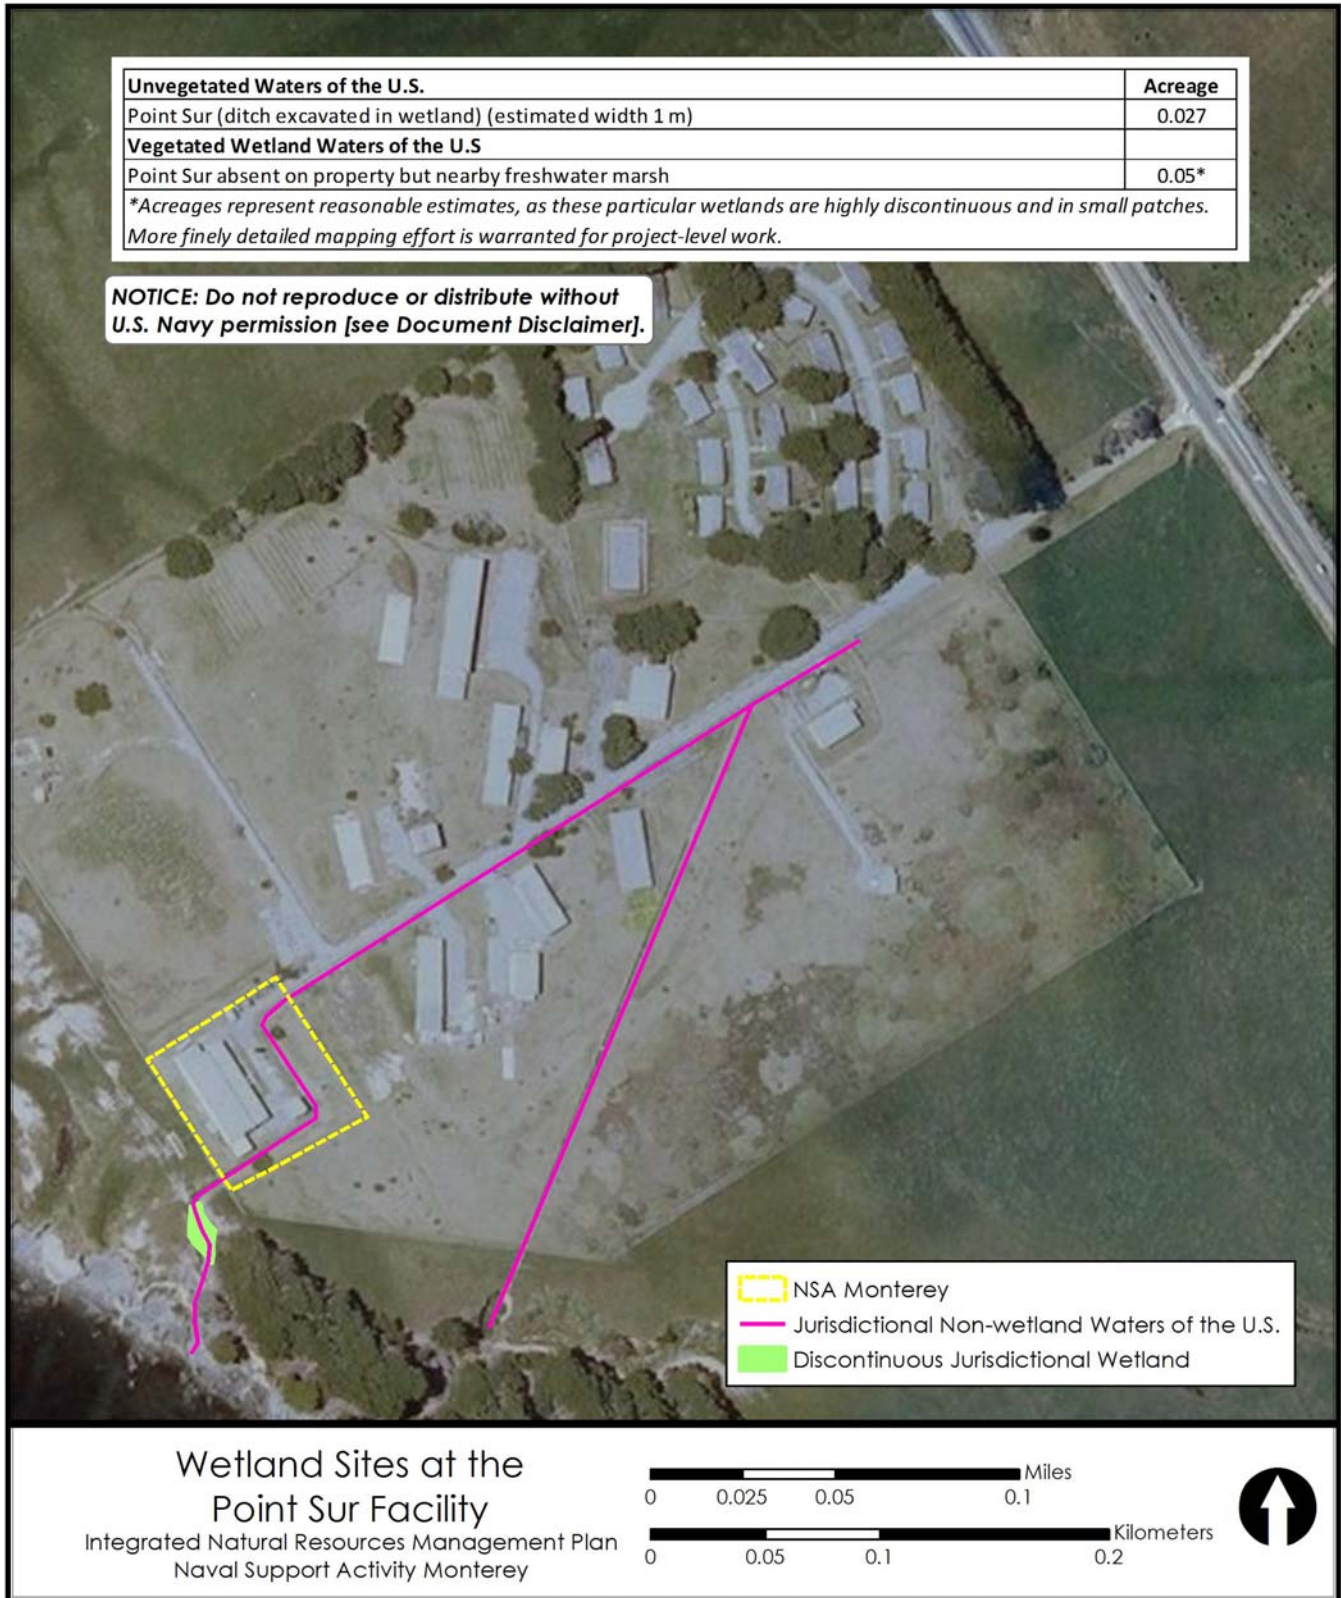 Unvegetated Waters of the U.S. Acreage
Point Sur (ditch excavated in wetland) (estimated width 1 m) 0.027
Vegetated Wetland Waters of the U.S
Point Sur absent on property but nearby freshwater marsh 0.05*
*Acreages represent reasonable estimates, as these particular wetlands are highly discontinuous and in small patches.
More finely detailed mapping effort is warranted for project-level work.
NOTICE: Do not reproduce or distribute without
U.S. Navy permission [see Document Disclaimer].
NSA Monterey
Jurisdictional Non-wetland Waters of the U.S.
Discontinuous Jurisdictional Wetland
Wetland Sites at the
Point Sur Facility
Integrated Natural Resources Management Plan
Naval Support Activity Monterey
Miles
0 0.025 0.05 0.1
Kilometers
0 0.05 0.1 0.2